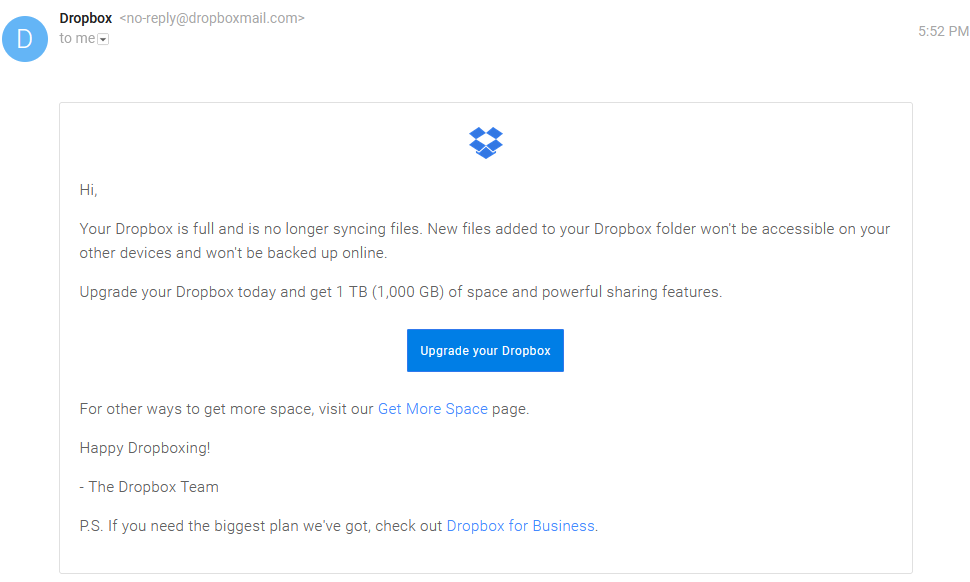 D
Dropbox <no-reply@dropboxmail.com>
to me
5:52 PM
Hi,
Your Dropbox is full and is no longer syncing files. New files added to your Dropbox folder won't be accessible on your
other devices and won't be backed up online.
Upgrade your Dropbox today and get 1 TB (1,000 GB) of space and powerful sharing features.
Upgrade your Dropbox
For other ways to get more space, visit our Get More Space page.
Happy Dropboxing!
- The Dropbox Team
P.S. If you need the biggest plan we've got, check out Dropbox for Business.